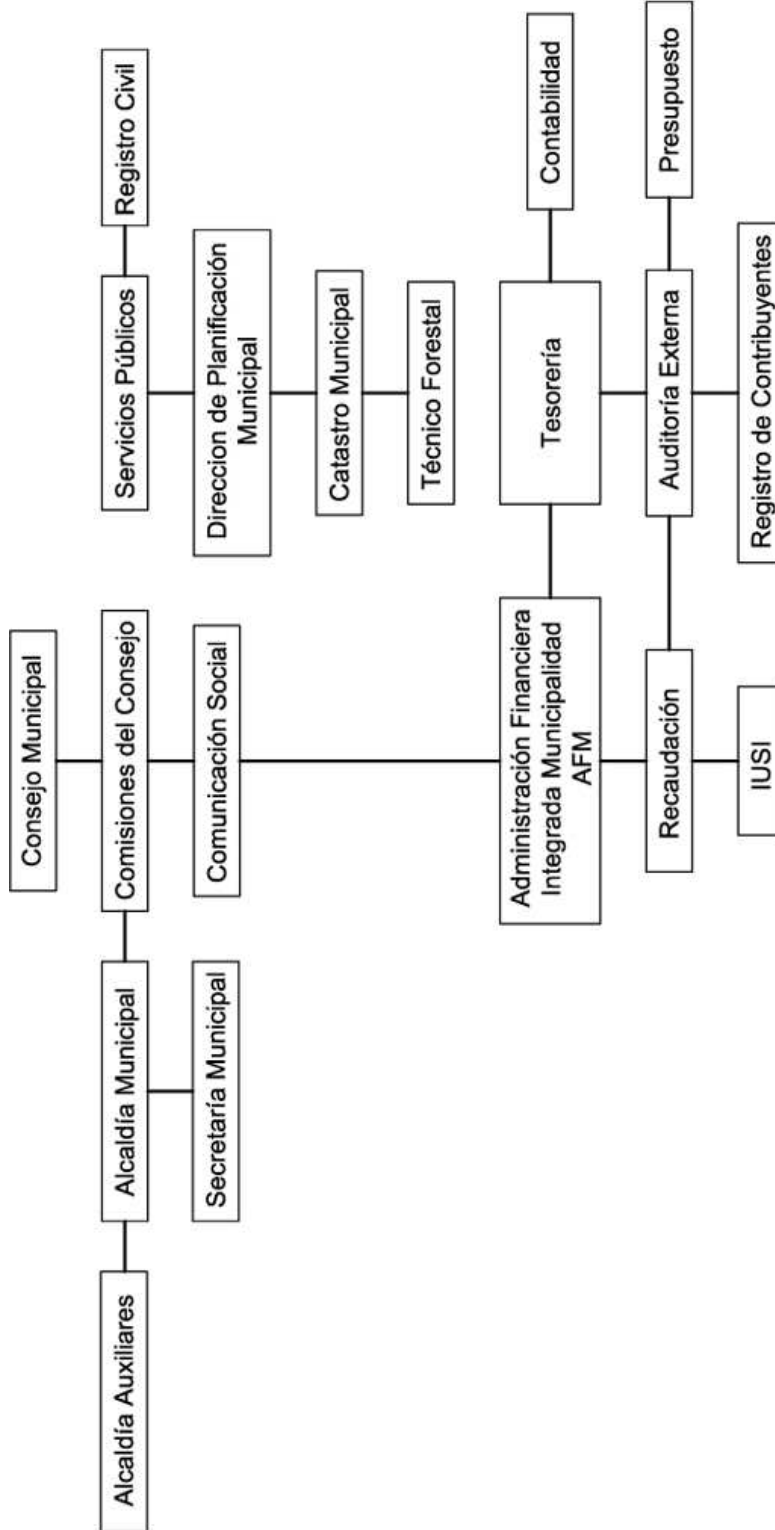 Consejo Municipal
Alcaldía Auxiliares
Alcaldía Municipal
Comisiones del Consejo
Servicios Públicos
Registro Civil
Secretaría Municipal
Comunicación Social
Direccion de Planificación
Municipal
Catastro Municipal
Técnico Forestal
Administración Financiera
Integrada Municipalidad
AFM
Tesorería
Contabilidad
Recaudación
Auditoría Externa
Presupuesto
IUSI
Registro de Contribuyentes